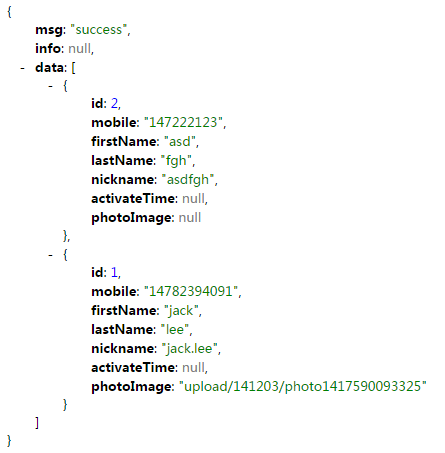 {
msg: "success",
info: null,
- data: [
- {
id: 2,
mobile: "147222123",
firstName: "asd",
lastName: "fgh",
nickname: "asdfgh",
activateTime: null,
photoImage: null
},
- {
id: 1,
mobile: "14782394091",
firstName: "jack",
lastName: "lee",
nickname: "jack.lee",
activateTime: null,
photoImage: "upload/141203/photo1417590093325"
}
]
}